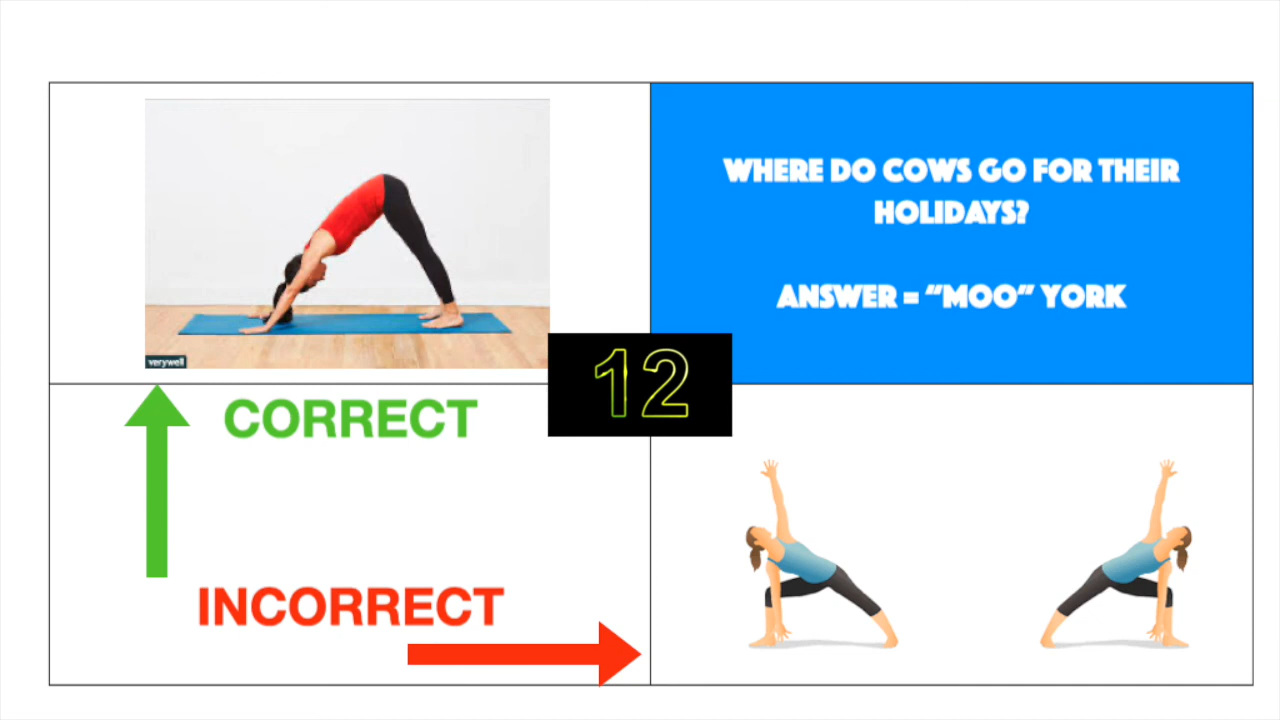 WHERE DO COWS GO FOR THEIR
HOLIDAYS?
ANSWER = "MOO" YORK
verywell
12
CORRECT
INCORRECT